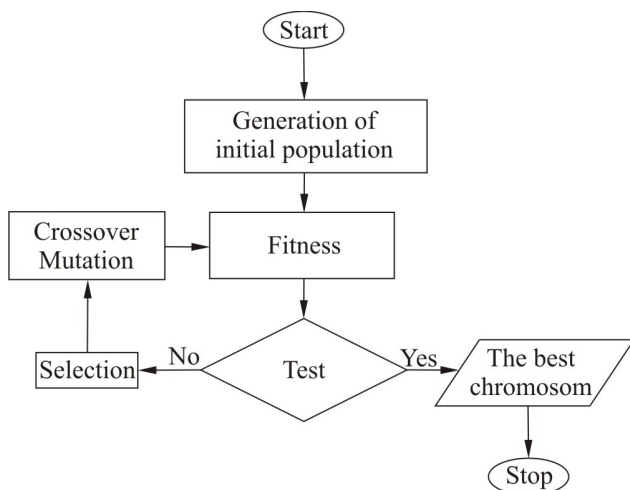 Start
Generation of
initial population
Crossover
Mutation
Fitness
No
Yes
Selection
Test
The best
chromosom
Stop